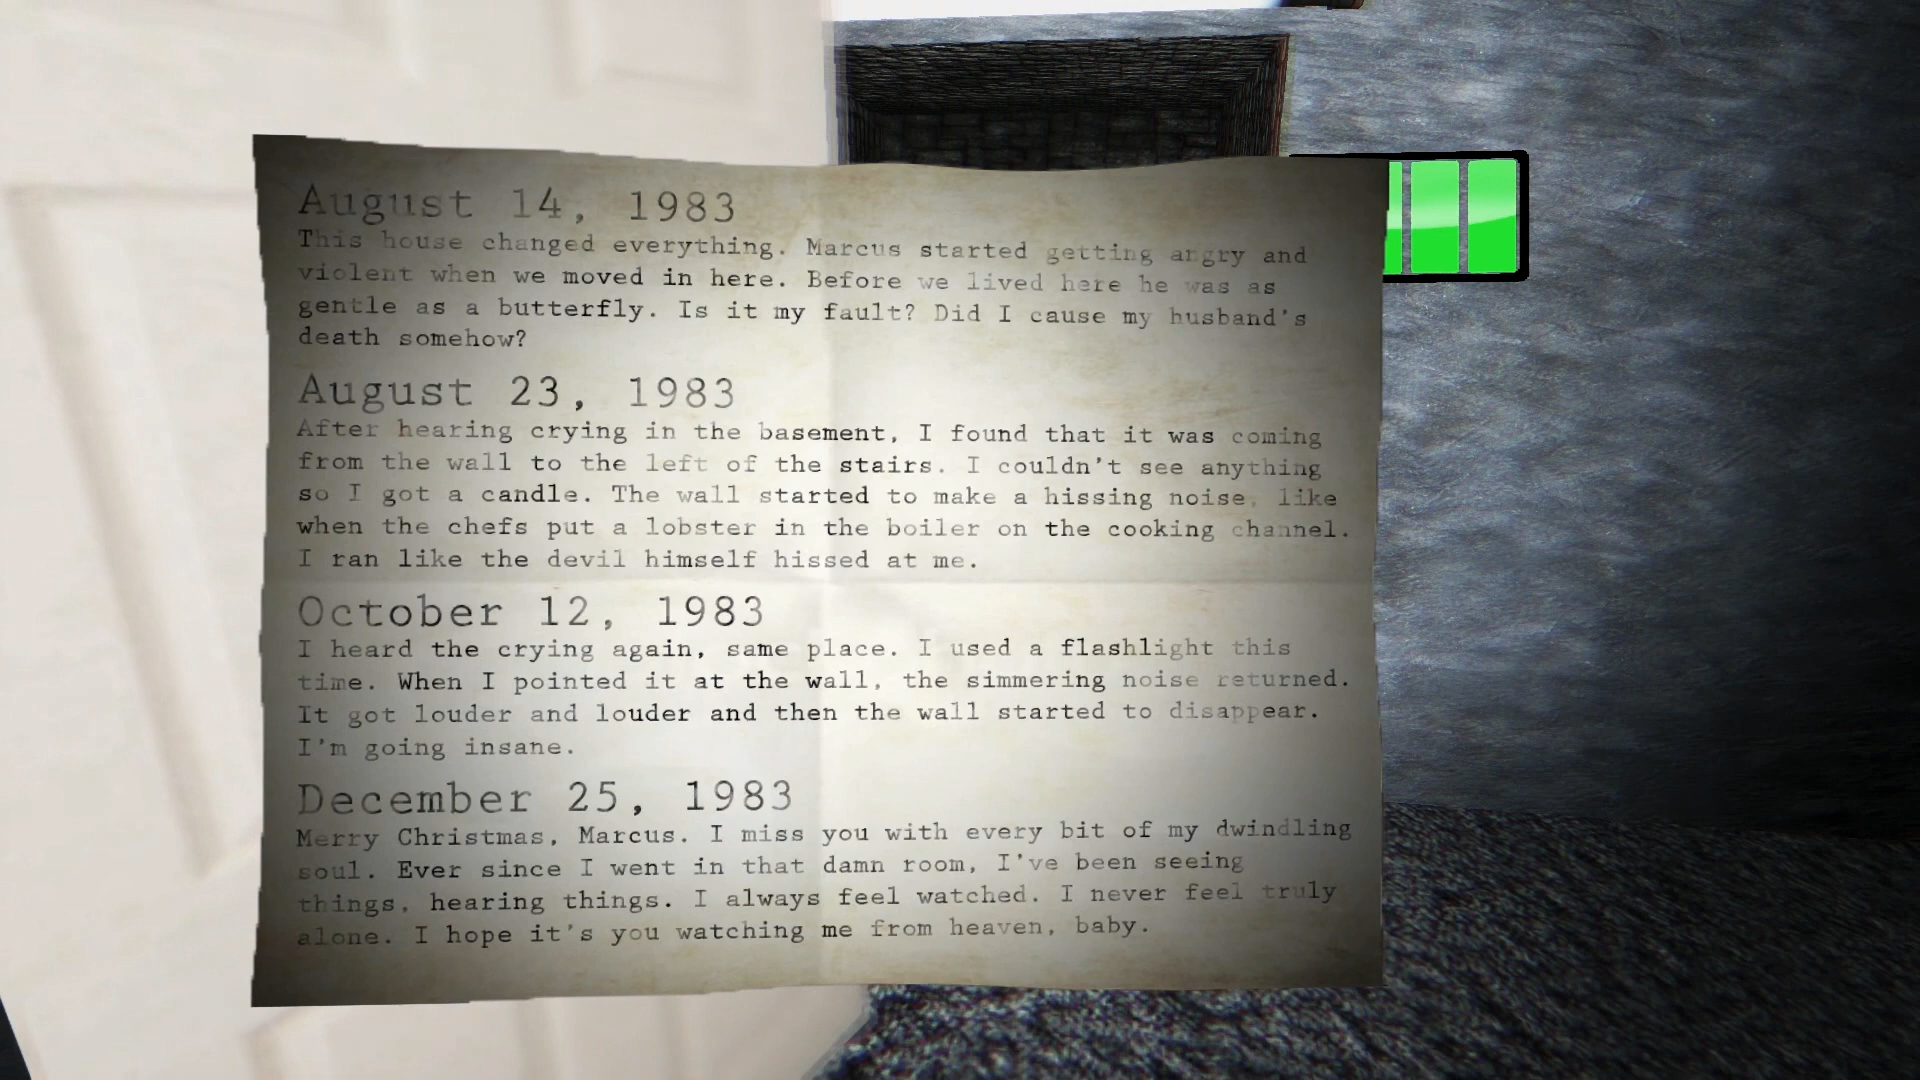 August 14, 1983
This house changed everything. Marcus started getting angry and
violent when we moved in here. Before we lived here he was as
gentle as a butterfly. Is it my fault? Did I cause my husband's
death somehow?
August 23, 1983
After hearing crying in the basement, I found that it was coming
from the wall to the left of the stairs. I couldn't see anything
so I got a candle. The wall started to make a hissing noise, like
when the chefs put a lobster in the boiler on the cooking channel.
I ran like the devil himself hissed at me.
October 12, 1983
I heard the crying again, same place. I used a flashlight this
time. When I pointed it at the wall, the simmering noise returned.
It got louder and louder and then the wall started to disappear.
I'm going insane.
December 25, 1983
Merry Christmas, Marcus. I miss you with every bit of my dwindling
soul. Ever since I went in that damn room, I've been seeing
things, hearing things. I always feel watched. I never feel truly
alone. I hope it's you watching me from heaven, baby.